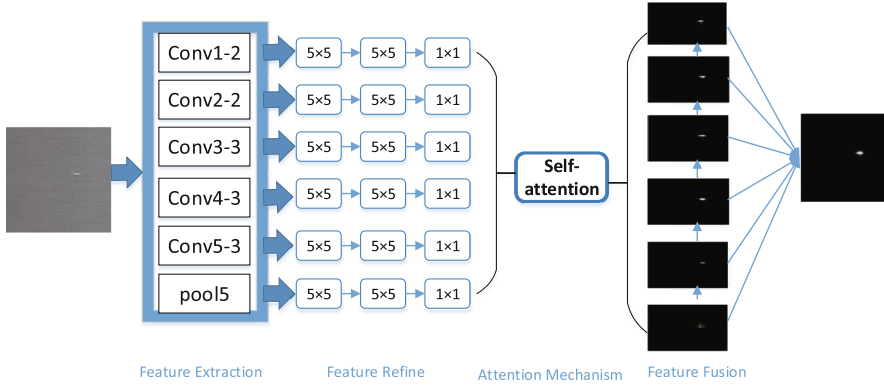 Conv1-2
5×5
5×5
1×1
Conv2-2
5×5
5×5
1×1
Conv3-3
5×5
5×5
1×1
Self-
attention
Conv4-3
5×5
5×5
1×1
Conv5-3
5×5
5×5
1×1
pool5
5×5
5×5
1×1
Feature Extraction
Feature Refine
Attention Mechanism
Feature Fusion